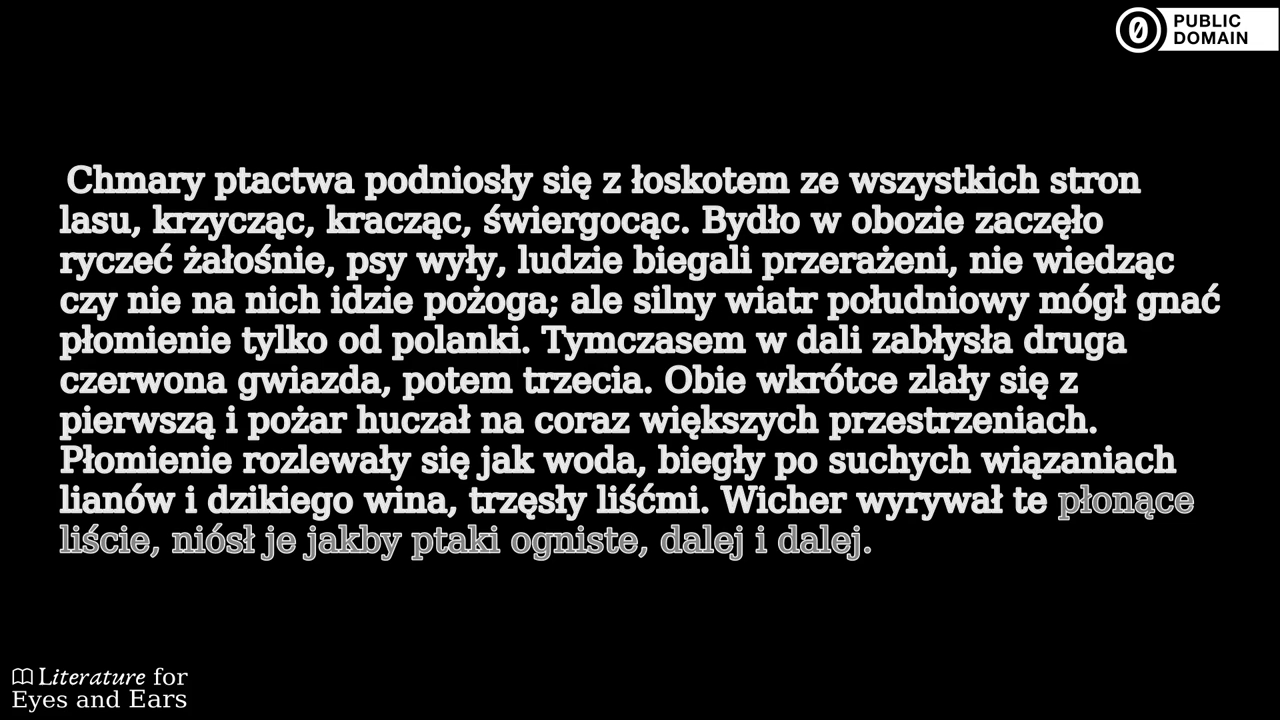 PUBLIC
DOMAIN
Chmary ptactwa podniosły się z łoskotem ze wszystkich stron
lasu, krzycząc, kracząc, świergocąc. Bydło w obozie zaczęło
ryczeć żałośnie, psy wyły, ludzie biegali przerażeni, nie wiedząc
czy nie na nich idzie pożoga; ale silny wiatr południowy mógł gnać
płomienie tylko od polanki. Tymczasem w dali zabłysła druga
czerwona gwiazda, potem trzecia. Obie wkrótce zlały się z
pierwszą i pożar huczał na coraz większych przestrzeniach.
Płomienie rozlewały się jak woda, biegły po suchych wiązaniach
lianów i dzikiego wina, trzęsły liśćmi. Wicher wyrywał te płonące
liście, niósł je jakby ptaki ogniste, dalej i dalej.
Literature for
Eyes and Ears